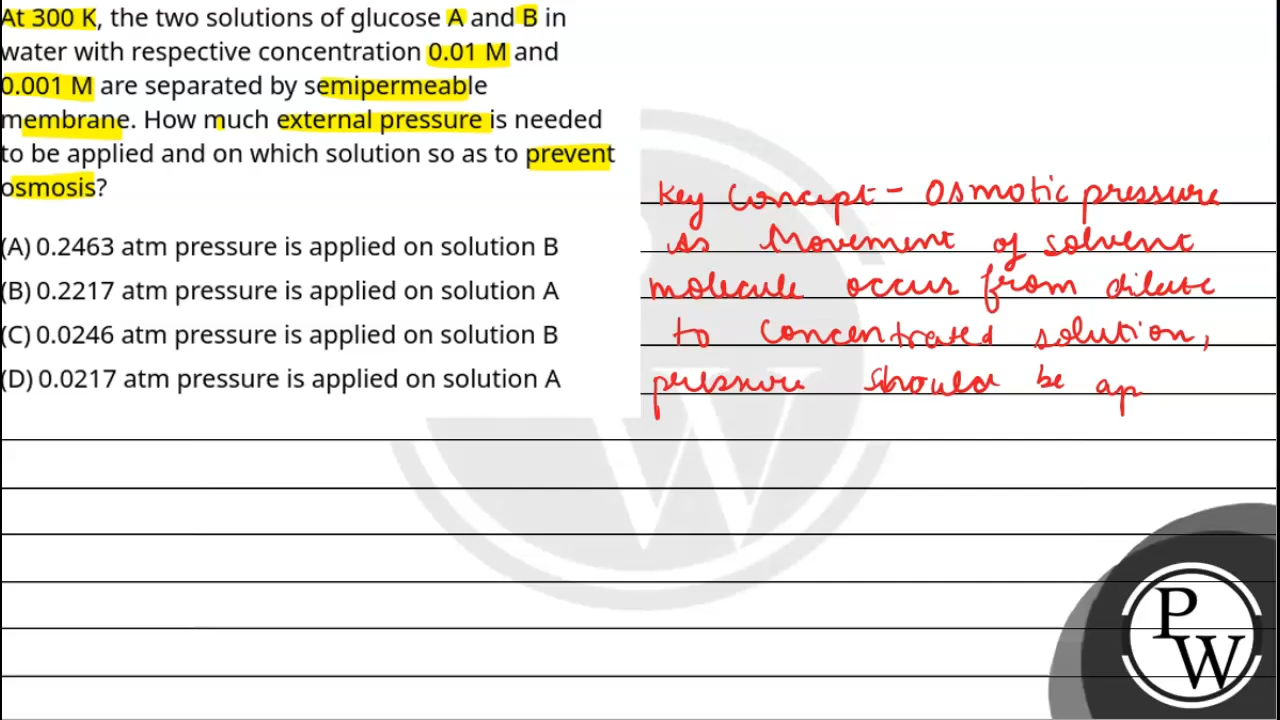 At 300 K, the two solutions of glucose A and B in
water with respective concentration 0.01 M and
0.001 M are separated by semipermeable
membrane. How much external pressure is needed
to be applied and on which solution so as to prevent
osmosis?
(A) 0.2463 atm pressure is applied on solution B
(B) 0.2217 atm pressure is applied on solution A
(C) 0.0246 atm pressure is applied on solution B
(D) 0.0217 atm pressure is applied on solution A
Key Concept - Osmotic pressure
As Movement of solvent
molecule occur from dilute
to concentrated solution,
pressure should be ap
P
W